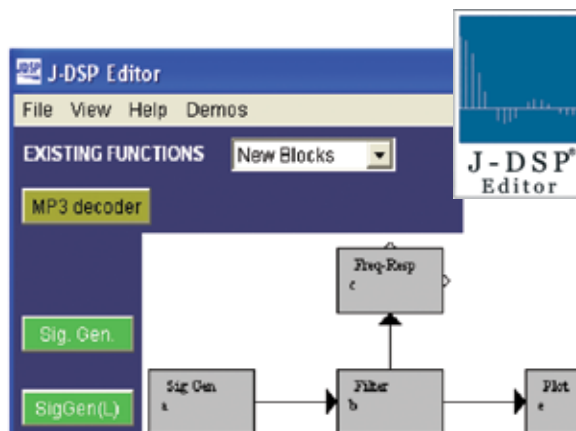 JDSP J-DSP Editor
File View Help Demos
EXISTING FUNCTIONS New Blocks
J-DSP®
Editor
MP3 decoder
Freq-Resp
c
Sig. Gen.
Sig Gen
a
Filter
b
Plot
e
SigGen(L)